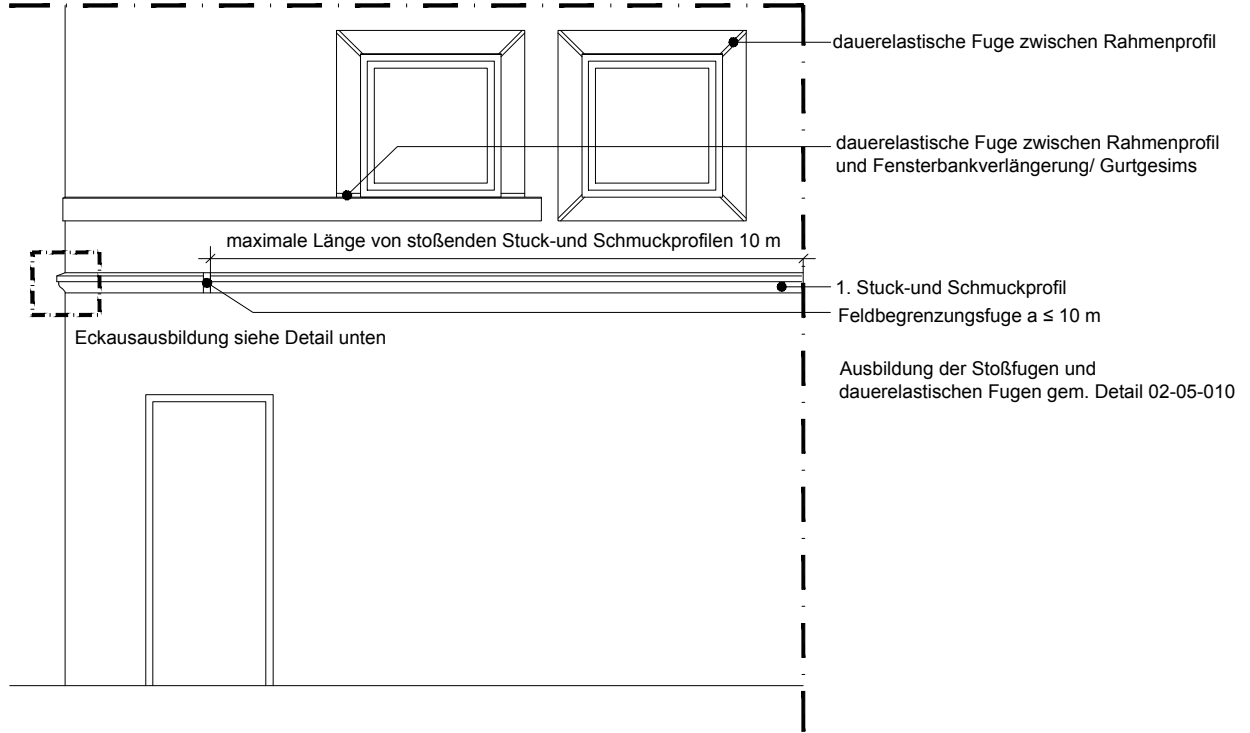 dauerelastische Fuge zwischen Rahmenprofil
dauerelastische Fuge zwischen Rahmenprofil
und Fensterbankverlängerung/ Gurtgesims
maximale Länge von stoßenden Stuck-und Schmuckprofilen 10 m
1. Stuck-und Schmuckprofil
Feldbegrenzungsfuge a ≤ 10 m
Eckausausbildung siehe Detail unten
Ausbildung der Stoßfugen und
dauerelastischen Fugen gem. Detail 02-05-010